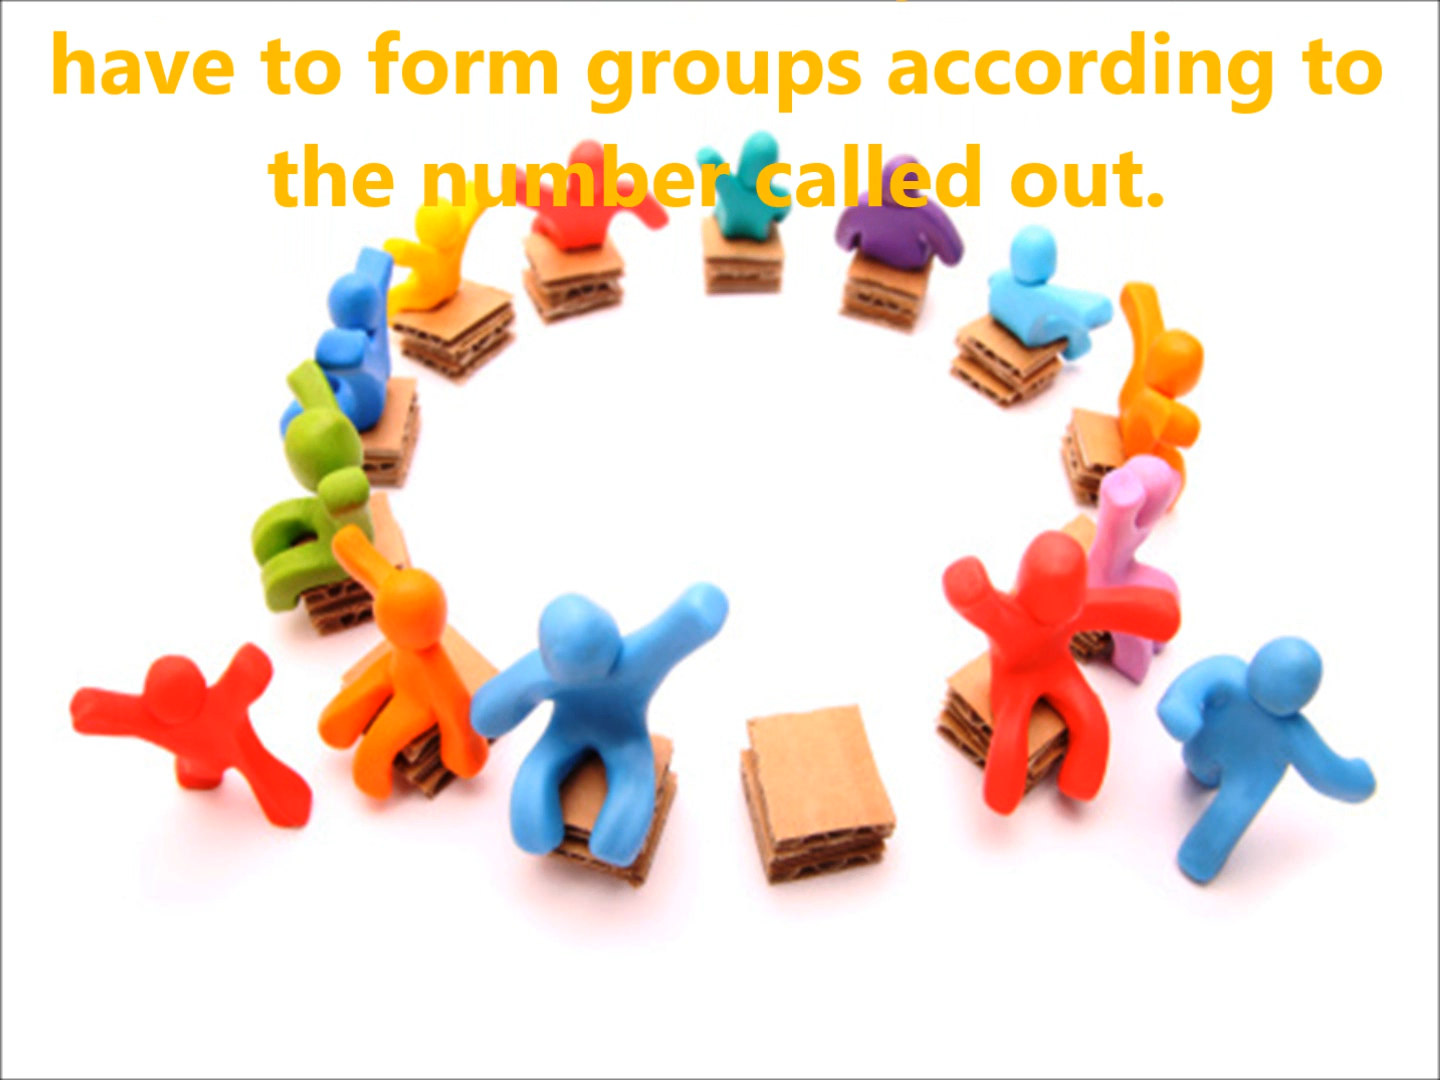 have to form groups according to
the number called out.